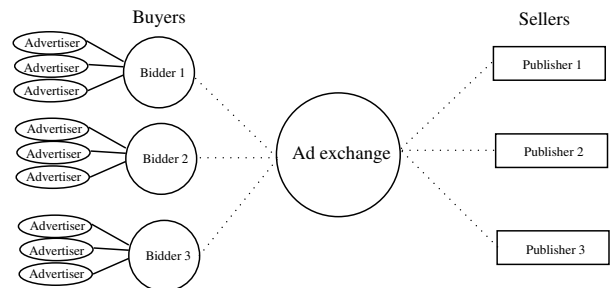 Buyers
Sellers
Advertiser
Advertiser
Advertiser
Bidder 1
Publisher 1
Advertiser
Advertiser
Advertiser
Bidder 2
Ad exchange
Publisher 2
Advertiser
Advertiser
Advertiser
Bidder 3
Publisher 3